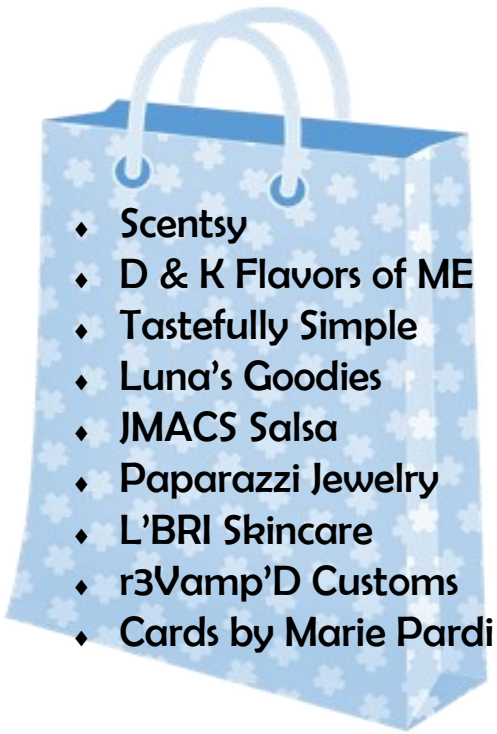 ♦ Scentsy
♦ D & K Flavors of ME
♦ Tastefully Simple
♦ Luna's Goodies
♦ JMACS Salsa
♦ Paparazzi Jewelry
♦ L'BRI Skincare
♦ r3Vamp'D Customs
♦ Cards by Marie Pardi